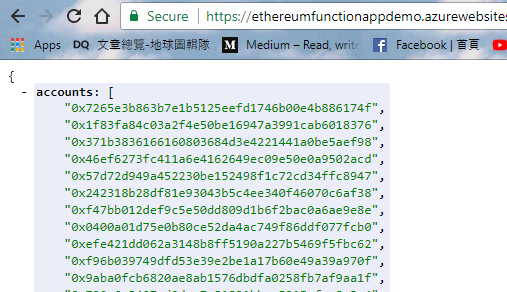 Secure https://ethereumfunctionappdemo.azurewebsites
Apps DQ 文章總覽-地球圖輯隊 Medium – Read, write Facebook | 首頁
{
- accounts: [
"0x7265e3b863b7e1b5125eefd1746b00e4b886174f",
"0x1f83fa84c03a2f4e50be16947a3991cab6018376",
"0x371b3836166160803684d3e4221441a0be5aef98",
"0x46ef6273fc411a6e4162649ec09e50e0a9502acd",
"0x57d72d949a452230be152498f1c72cd34ffc8947",
"0x242318b28df81e93043b5c4ee340f46070c6af38",
"0xf47bb012def9c5e50dd809d1b6f2bac0a6ae9e8e",
"0x0400a01d75e0b80ce52da4ac749f86ddf077fcb0",
"0xefe421dd062a3148b8ff5190a227b5469f5fbc62",
"0xf96b039749dfd53e39e2be1a17b60e49a39a970f",
"0x9aba0fcb6820ae8ab1576dbdfa0258fb7af9aa1f",